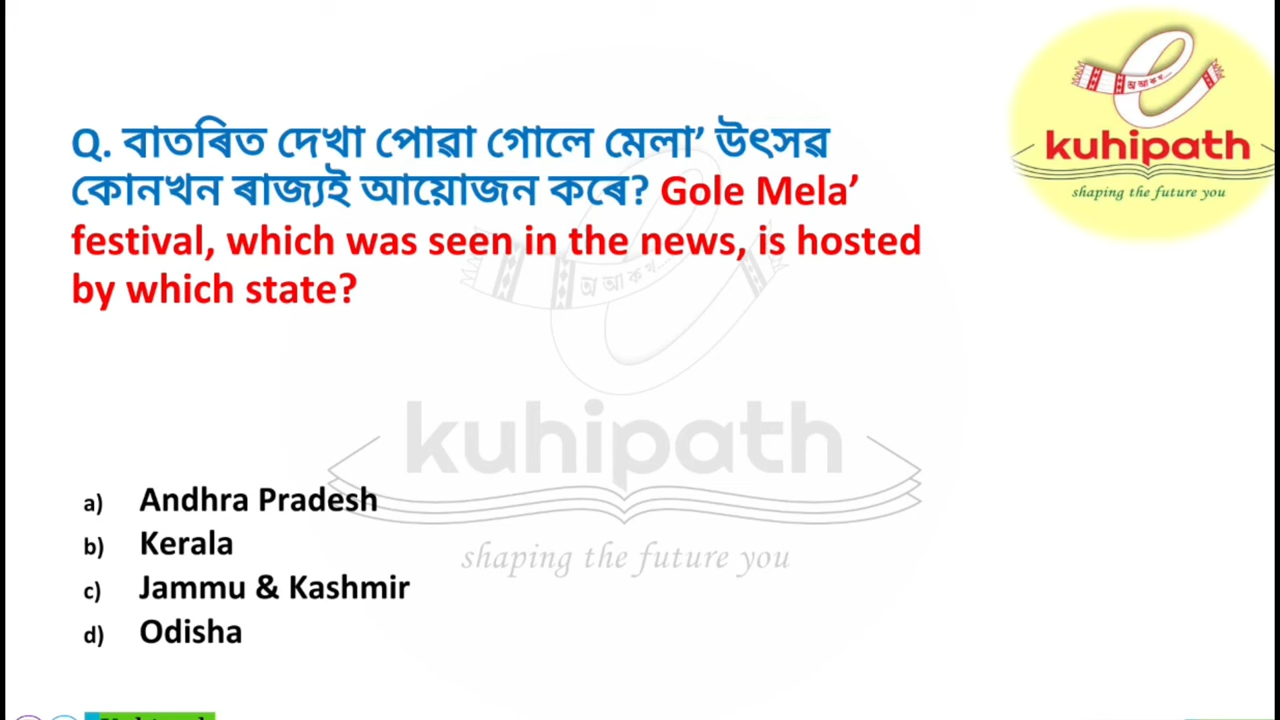 Q. বাতৰিত দেখা পোৱা গোলে মেলা’ উৎসৱ
কোনখন ৰাজ্যই আয়োজন কৰে? Gole Mela’
festival, which was seen in the news, is hosted
by which state?
a) Andhra Pradesh
b) Kerala
c) Jammu & Kashmir
d) Odisha
অ আ ক খ...
kuhipath
shaping the future you
অ আ ক খ...
kuhipath
shaping the future you